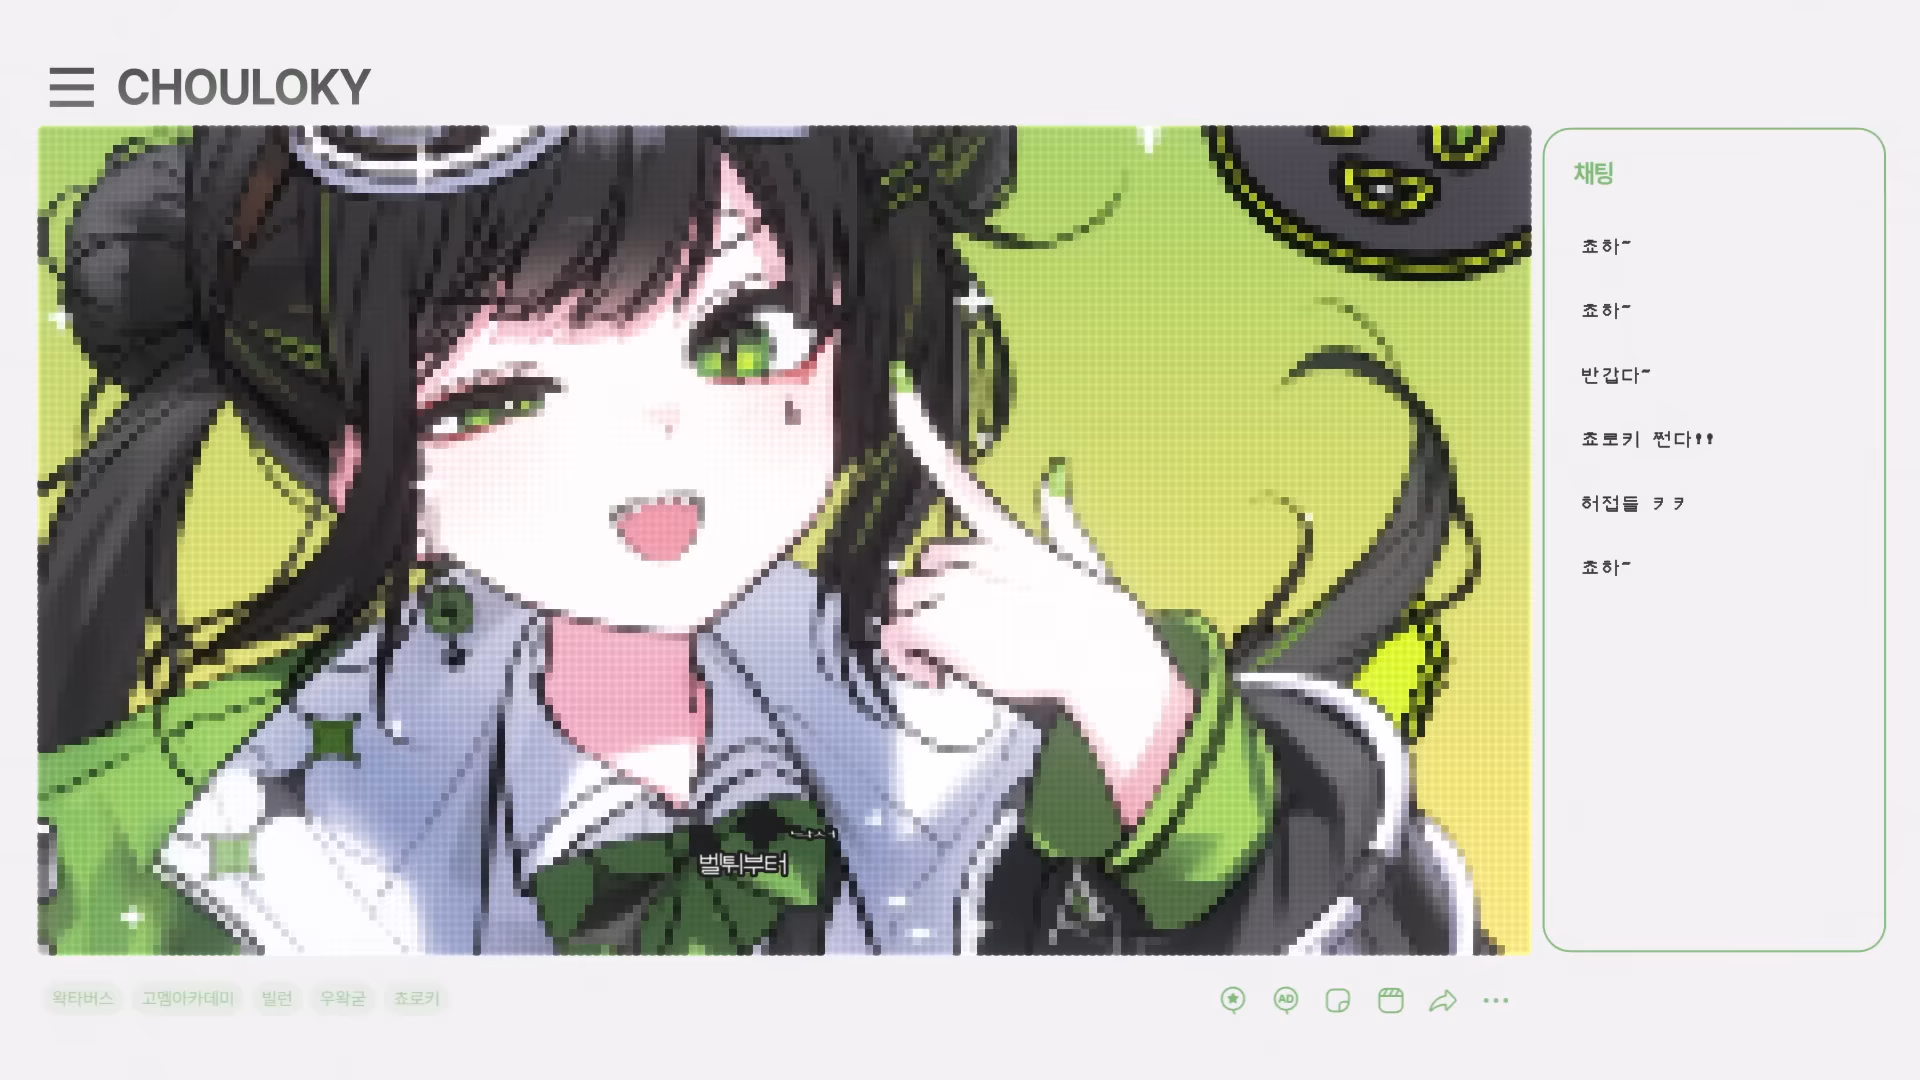 CHOULOKY
채팅
쵸하~
쵸하~
반갑다~
쵸로키 쩐다!!
허접들 ㅋㅋ
쵸하~
벨튀부터
왁타버스 고멤아카데미 빌런 우왁굳 쵸로키
AD